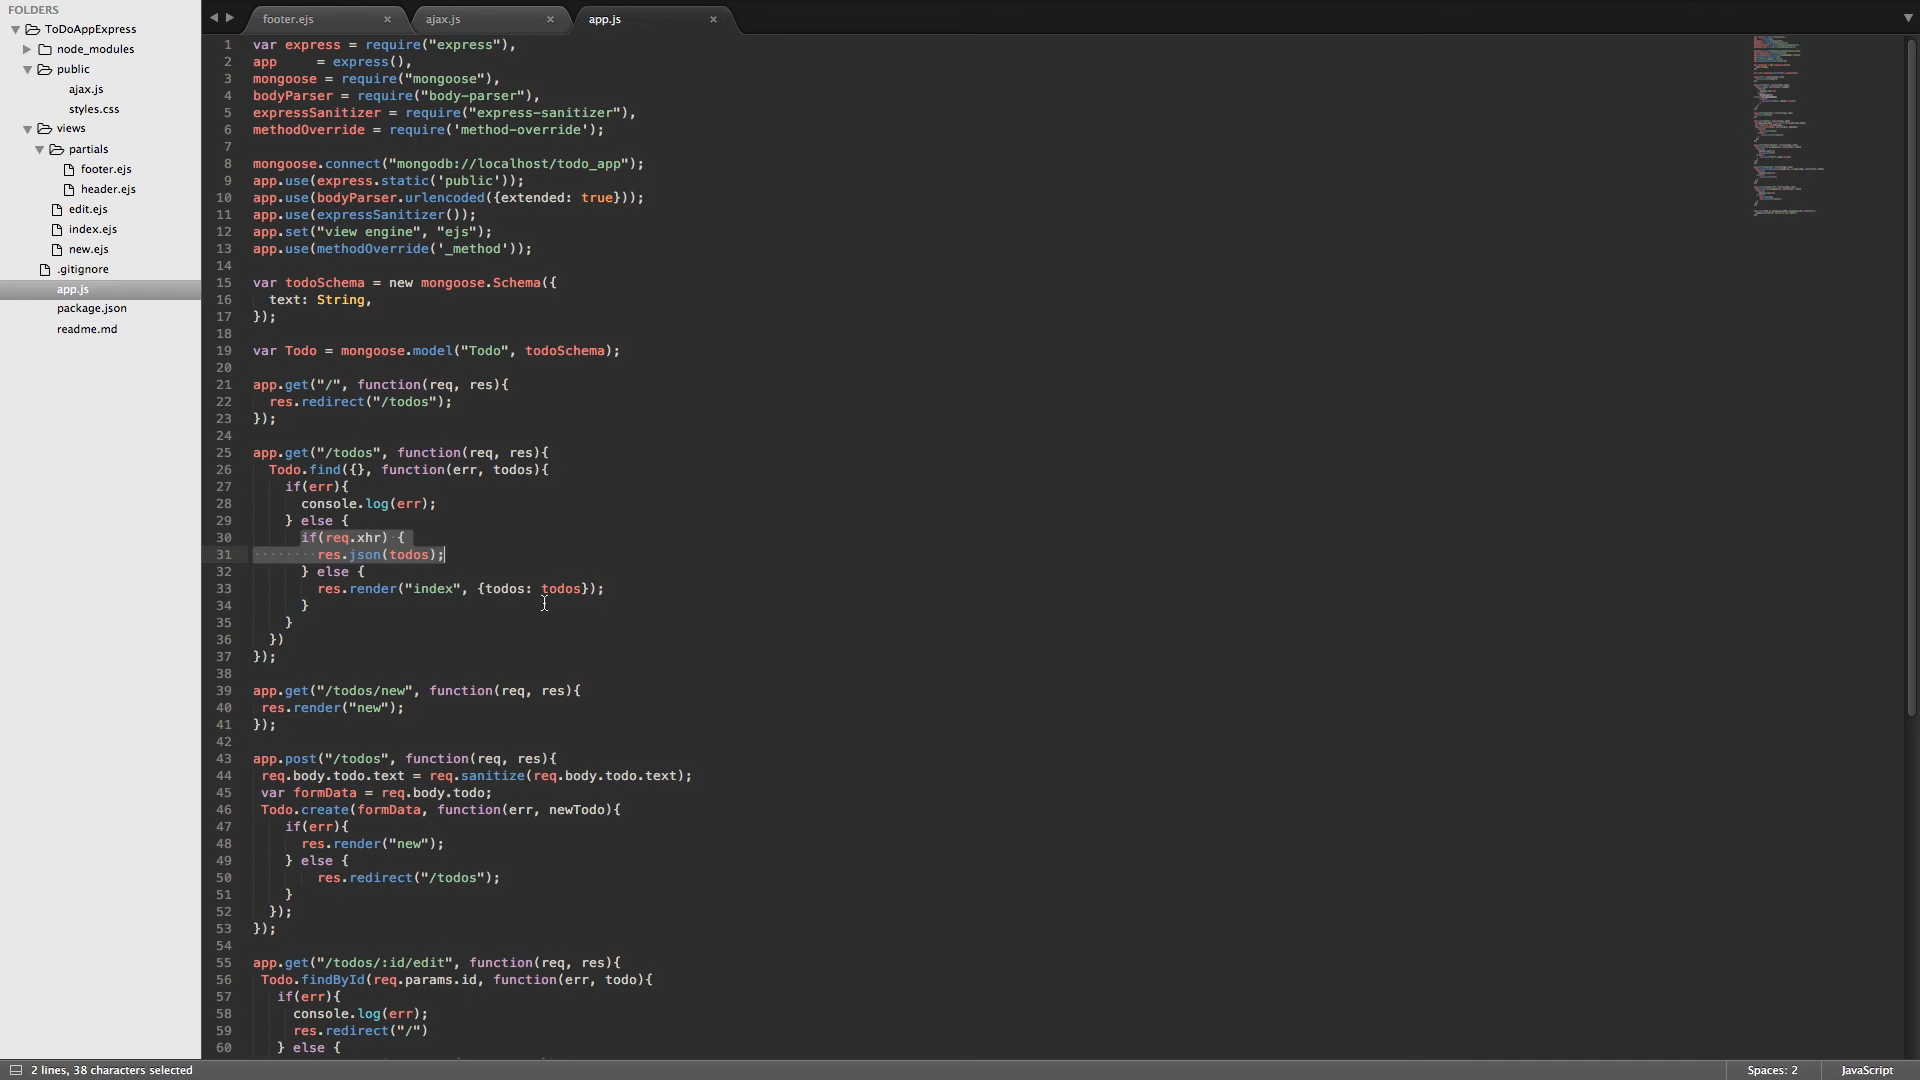 FOLDERS
ToDoAppExpress
node_modules
public
ajax.js
styles.css
views
partials
footer.ejs
header.ejs
edit.ejs
index.ejs
new.ejs
.gitignore
app.js
package.json
readme.md
footer.ejs × ajax.js × app.js ×
1 var express = require("express"),
2 app     = express(),
3 mongoose = require("mongoose"),
4 bodyParser = require("body-parser"),
5 expressSanitizer = require("express-sanitizer"),
6 methodOverride = require('method-override');
7
8 mongoose.connect("mongodb://localhost/todo_app");
9 app.use(express.static('public'));
10 app.use(bodyParser.urlencoded({extended: true}));
11 app.use(expressSanitizer());
12 app.set("view engine", "ejs");
13 app.use(methodOverride('_method'));
14
15 var todoSchema = new mongoose.Schema({
16   text: String,
17 });
18
19 var Todo = mongoose.model("Todo", todoSchema);
20
21 app.get("/", function(req, res){
22   res.redirect("/todos");
23 });
24
25 app.get("/todos", function(req, res){
26   Todo.find({}, function(err, todos){
27     if(err){
28       console.log(err);
29     } else {
30       if(req.xhr) {
31         res.json(todos);
32       } else {
33         res.render("index", {todos: todos});
34       }
35     }
36   })
37 });
38
39 app.get("/todos/new", function(req, res){
40  res.render("new");
41 });
42
43 app.post("/todos", function(req, res){
44  req.body.todo.text = req.sanitize(req.body.todo.text);
45  var formData = req.body.todo;
46  Todo.create(formData, function(err, newTodo){
47     if(err){
48       res.render("new");
49     } else {
50         res.redirect("/todos");
51     }
52   });
53 });
54
55 app.get("/todos/:id/edit", function(req, res){
56  Todo.findById(req.params.id, function(err, todo){
57    if(err){
58      console.log(err);
59      res.redirect("/")
60    } else {
2 lines, 38 characters selected
Spaces: 2
JavaScript